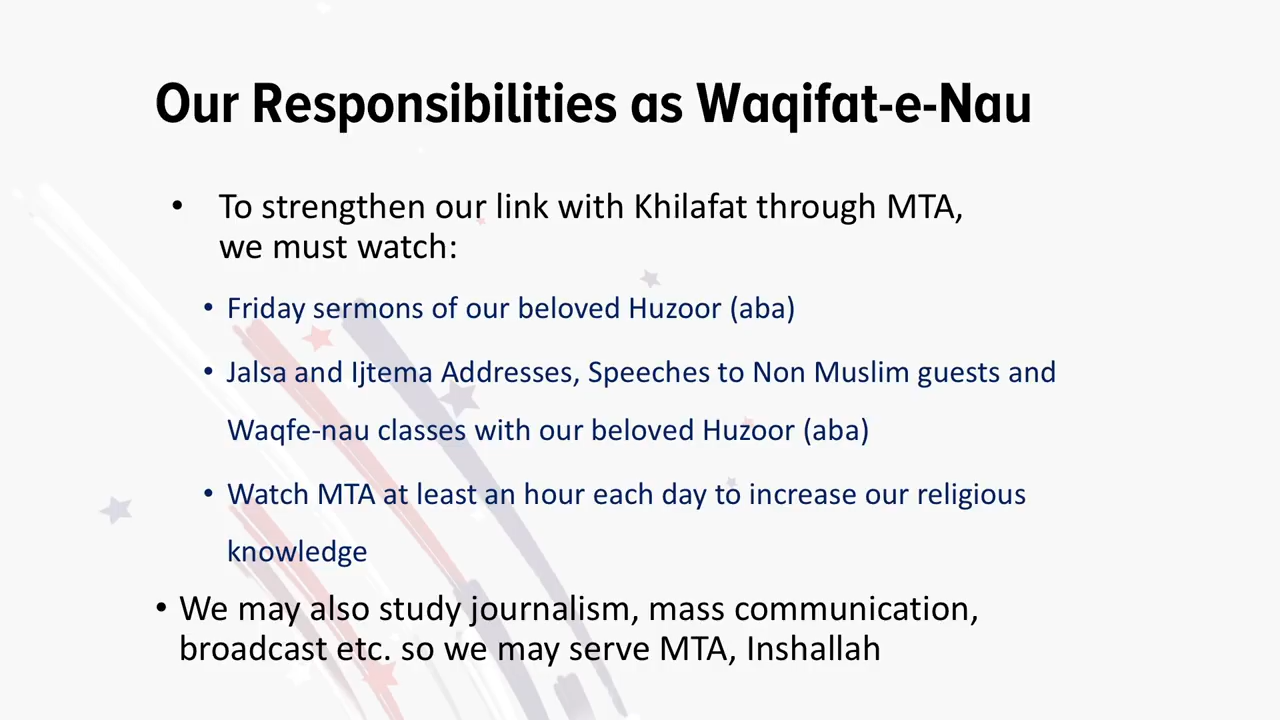 Our Responsibilities as Waqifat-e-Nau
• To strengthen our link with Khilafat through MTA,
we must watch:
• Friday sermons of our beloved Huzoor (aba)
• Jalsa and Ijtema Addresses, Speeches to Non Muslim guests and
Waqfe-nau classes with our beloved Huzoor (aba)
• Watch MTA at least an hour each day to increase our religious
knowledge
• We may also study journalism, mass communication,
broadcast etc. so we may serve MTA, Inshallah